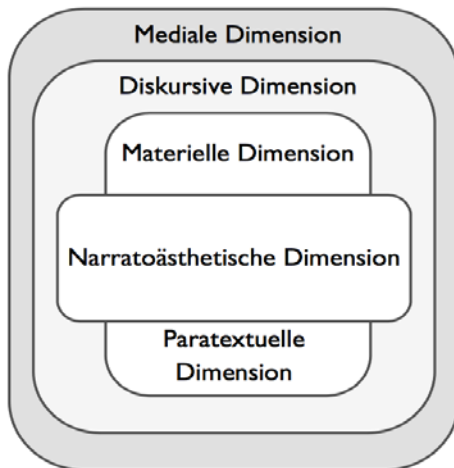 Mediale Dimension
Diskursive Dimension
Materielle Dimension
Narratoästhetische Dimension
Paratextuelle
Dimension